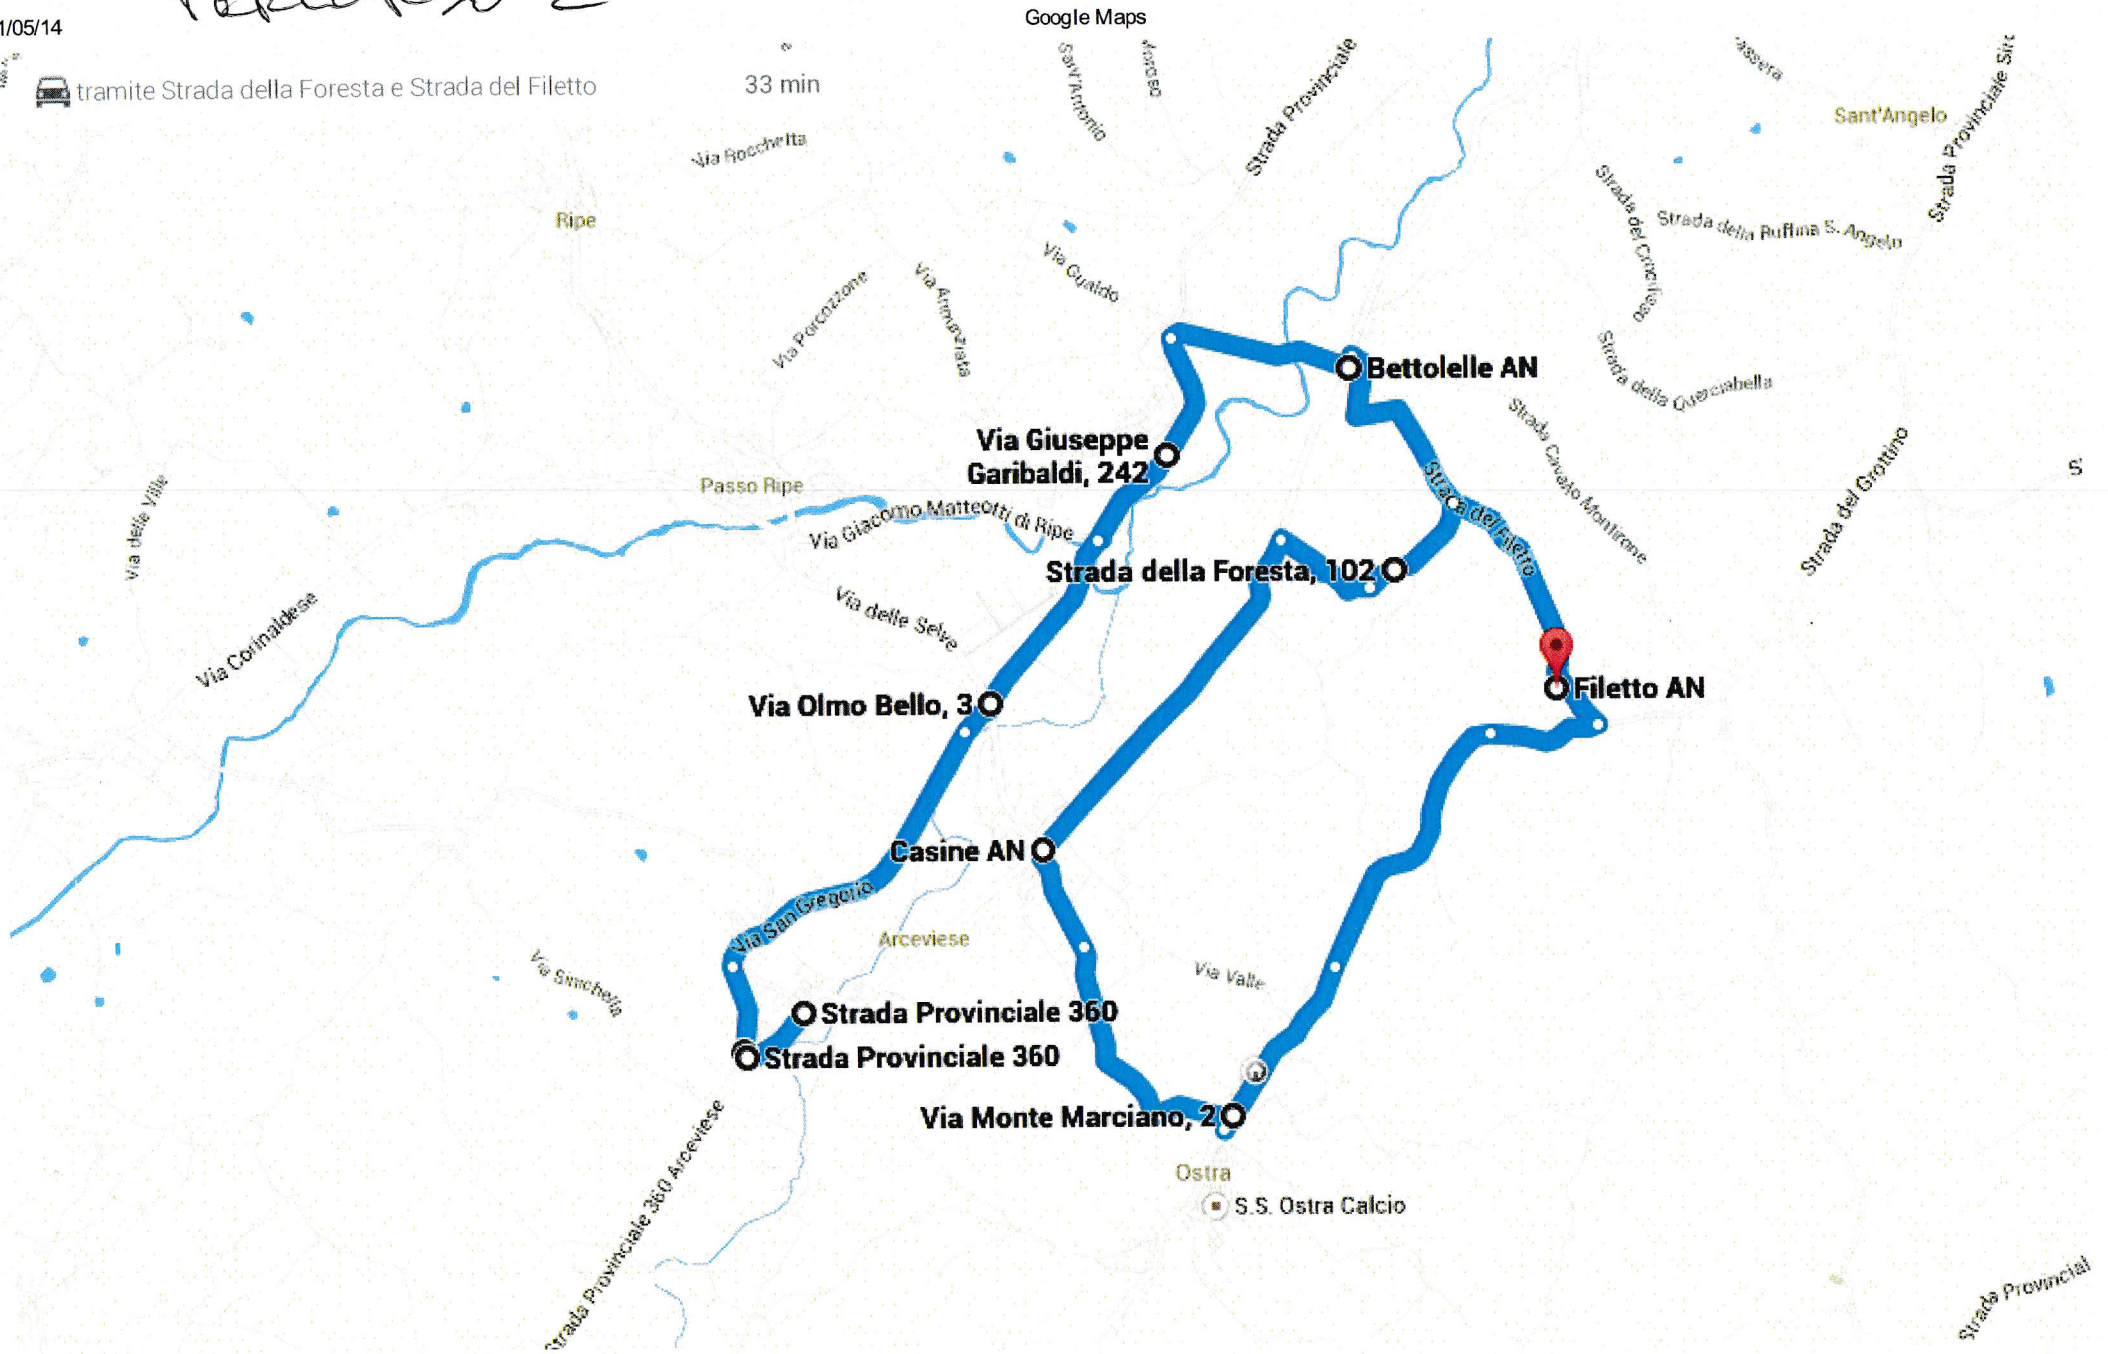 1/05/14
Google Maps
tramite Strada della Foresta e Strada del Filetto
33 min
Sant'Antonio
Strada Provinciale
Sant'Angelo
Strada Provinciale
Via Rocchetta
Ripe
Strada della Ruffina S. Angelo
Via Gualdo
Via Porcozzone
Via Annunziata
Bettolelle AN
Strada della Querciabella
Via Giuseppe
Garibaldi, 242
Strada Cavallo Montirone
Strada del Grottino
Passo Ripe
Via della Ville
Via Giacomo Matteotti di Ripe
Strada del Filetto
Strada della Foresta, 102
Via delle Selve
Via Corinaldese
Filetto AN
Via Olmo Bello, 3
Casine AN
Via San Gregorio
Arceviese
Via Valle
Strada Provinciale 360
Strada Provinciale 360
Via Monte Marciano, 2
Ostra
S.S. Ostra Calcio
Strada Provinciale 360 Arceviese
Strada Provincial